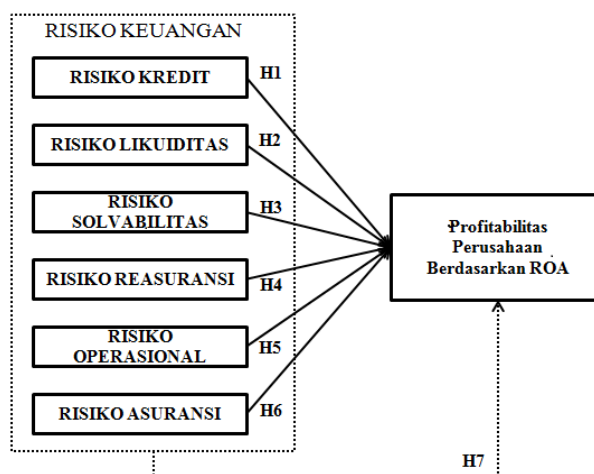 RISIKO KEUANGAN
RISIKO KREDIT
H1
RISIKO LIKUIDITAS
H2
RISIKO
SOLVABILITAS
H3
RISIKO REASURANSI
H4
RISIKO
OPERASIONAL
H5
RISIKO ASURANSI
H6
Profitabilitas
Perusahaan
Berdasarkan ROA
H7